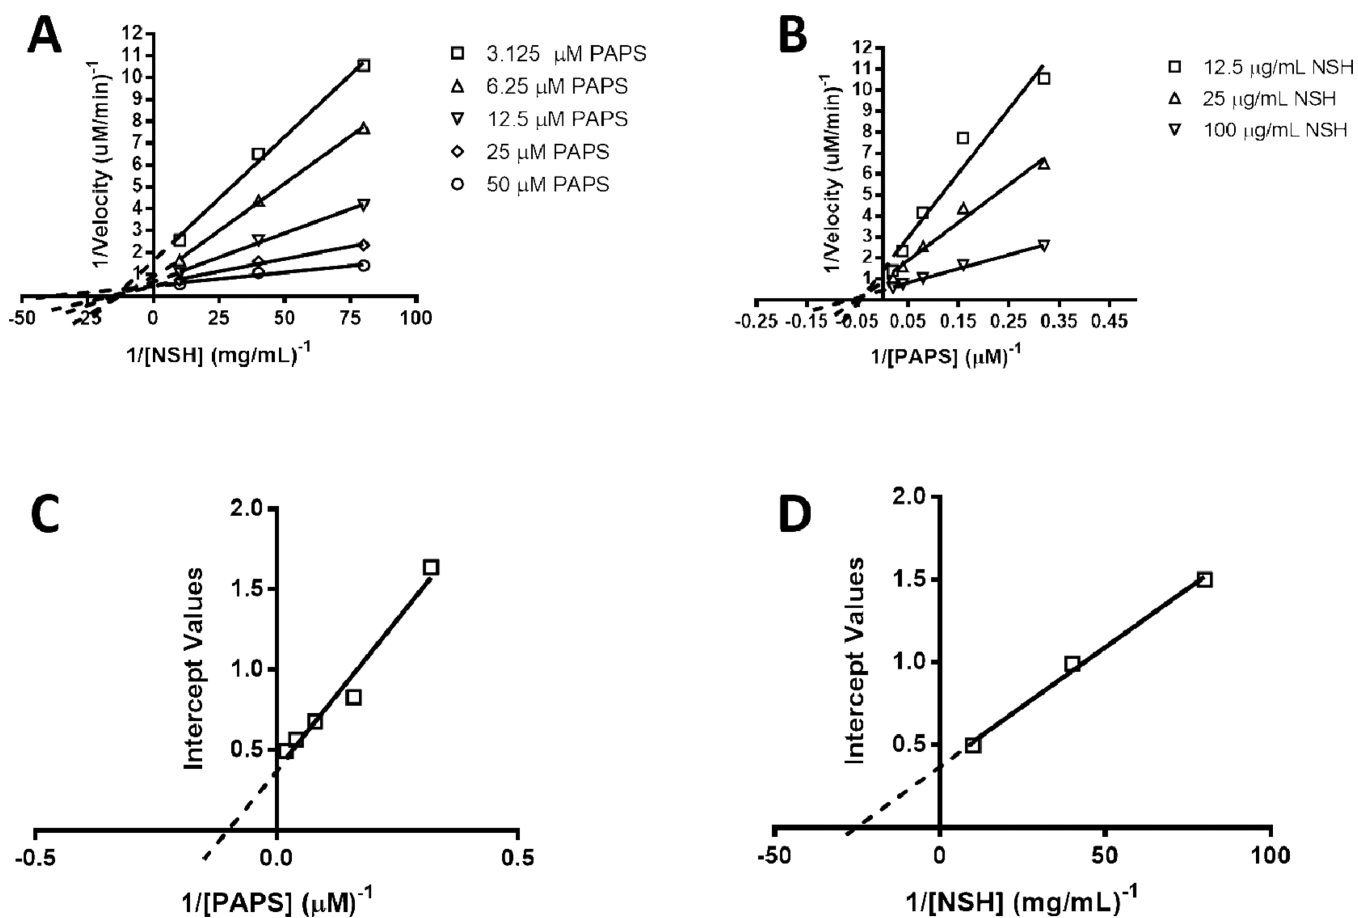 A
12
11
10
9
8
7
6
5
4
3
2
1
1/Velocity (uM/min)-1
-50 -25 0 25 50 75 100
1/[NSH] (mg/mL)-1
3.125 μM PAPS
6.25 μM PAPS
12.5 μM PAPS
25 μM PAPS
50 μM PAPS
B
12
11
10
9
8
7
6
5
4
3
2
1
1/Velocity (uM/min)-1
-0.25 -0.15 -0.05 0.05 0.15 0.25 0.35 0.45
1/[PAPS] (μM)-1
12.5 μg/mL NSH
25 μg/mL NSH
100 μg/mL NSH
C
2.0
1.5
1.0
0.5
Intercept Values
-0.5 0.0 0.5
1/[PAPS] (μM)-1
D
2.0
1.5
1.0
0.5
Intercept Values
-50 0 50 100
1/[NSH] (mg/mL)-1